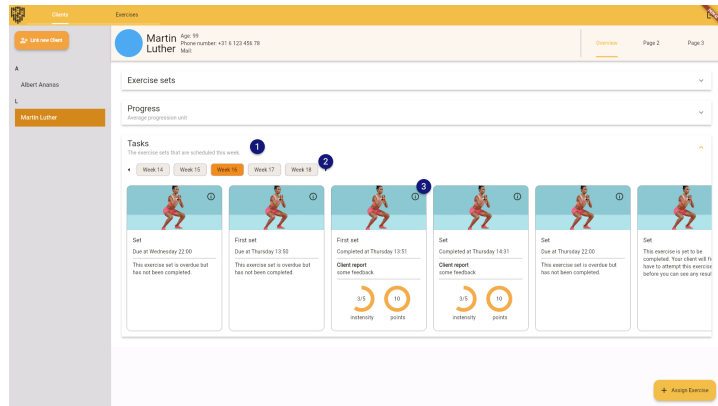 Clients
Exercises
Link new Client
A
Albert Ananas
L
Martin Luther
Martin
Luther
Age: 99
Phone number: +31 6 123 456 78
Mail:
Overview
Page 2
Page 3
Exercise sets
Progress
Average progression unit
Tasks
The exercise sets that are scheduled this week.
1
Week 14
Week 15
Week 16
Week 17
Week 18
2
3
Set
Due at Wednesday 22:00
This exercise set is overdue but
has not been completed.
First set
Due at Thursday 13:50
This exercise set is overdue but
has not been completed.
First set
Completed at Thursday 13:51
Client report
some feedback
3/5
10
instensity
points
Set
Completed at Thursday 14:31
Client report
some feedback
3/5
10
instensity
points
Set
Due at Thursday 22:00
This exercise set is overdue but
has not been completed.
Set
This exercise is yet to be
completed. Your client will fi
have to attempt this exercise
before you can see any resul
+ Assign Exercise